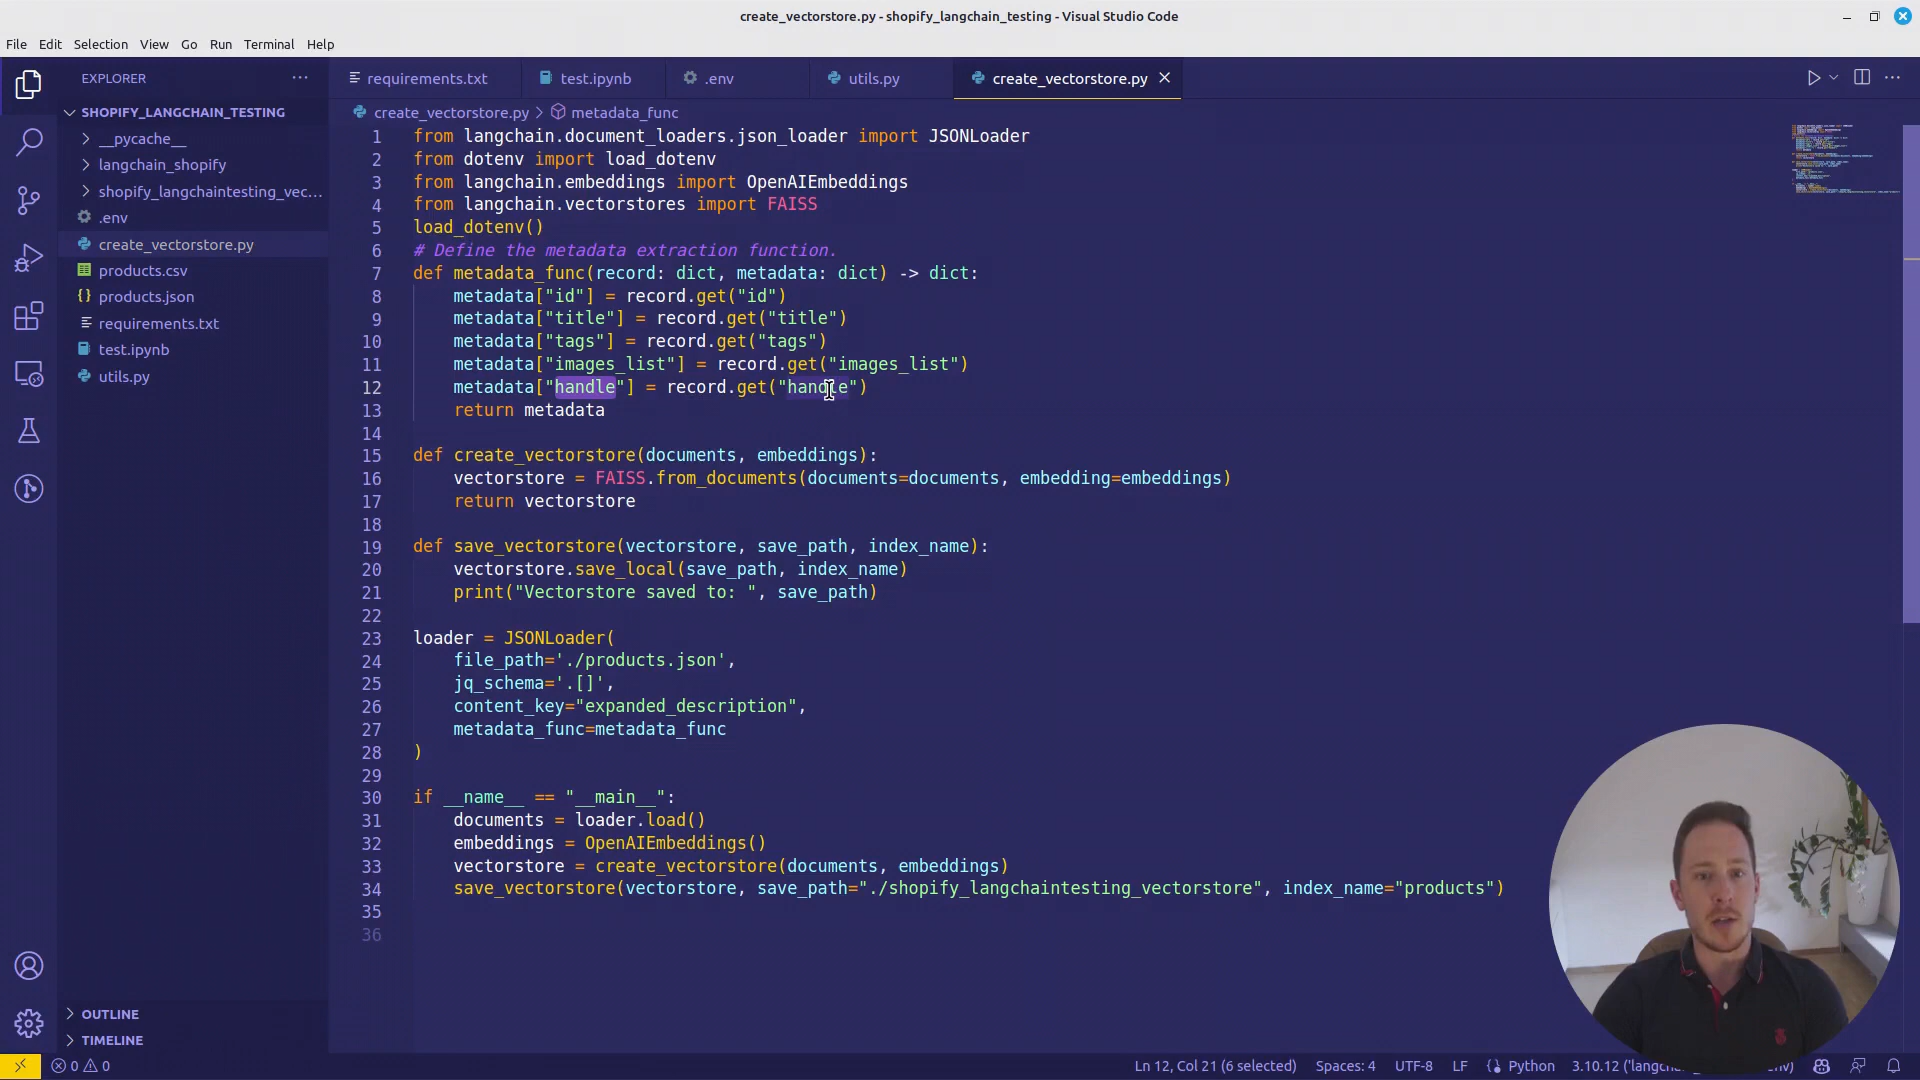 create_vectorstore.py - shopify_langchain_testing - Visual Studio Code
File Edit Selection View Go Run Terminal Help
EXPLORER
requirements.txt
test.ipynb
.env
utils.py
create_vectorstore.py
SHOPIFY_LANGCHAIN_TESTING
__pycache__
langchain_shopify
shopify_langchaintesting_vec...
.env
create_vectorstore.py
products.csv
products.json
requirements.txt
test.ipynb
utils.py
OUTLINE
TIMELINE
create_vectorstore.py > metadata_func
1 from langchain.document_loaders.json_loader import JSONLoader
2 from dotenv import load_dotenv
3 from langchain.embeddings import OpenAIEmbeddings
4 from langchain.vectorstores import FAISS
5 load_dotenv()
6 # Define the metadata extraction function.
7 def metadata_func(record: dict, metadata: dict) -> dict:
8 metadata["id"] = record.get("id")
9 metadata["title"] = record.get("title")
10 metadata["tags"] = record.get("tags")
11 metadata["images_list"] = record.get("images_list")
12 metadata["handle"] = record.get("handle")
13 return metadata
14
15 def create_vectorstore(documents, embeddings):
16 vectorstore = FAISS.from_documents(documents=documents, embedding=embeddings)
17 return vectorstore
18
19 def save_vectorstore(vectorstore, save_path, index_name):
20 vectorstore.save_local(save_path, index_name)
21 print("Vectorstore saved to: ", save_path)
22
23 loader = JSONLoader(
24 file_path='./products.json',
25 jq_schema='.[]',
26 content_key="expanded_description",
27 metadata_func=metadata_func
28 )
29
30 if __name__ == "__main__":
31 documents = loader.load()
32 embeddings = OpenAIEmbeddings()
33 vectorstore = create_vectorstore(documents, embeddings)
34 save_vectorstore(vectorstore, save_path="./shopify_langchaintesting_vectorstore", index_name="products")
35
36
0 0
Ln 12, Col 21 (6 selected) Spaces: 4 UTF-8 LF Python 3.10.12 ('langch